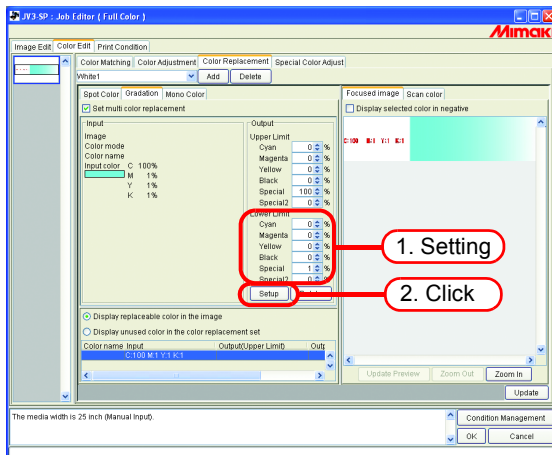 JV3-SP : Job Editor ( Full Color )
Mimaki
Image Edit Color Edit Print Condition
Color Matching Color Adjustment Color Replacement Special Color Adjust
White1 Add Delete
Spot Color Gradation Mono Color
Set multi color replacement
Input
Image
Color mode
Color name
Input color C 100%
M 1%
Y 1%
K 1%
Output
Upper Limit
Cyan 0 %
Magenta 0 %
Yellow 0 %
Black 0 %
Special 100 %
Special2 0 %
Lower Limit
Cyan 0 %
Magenta 0 %
Yellow 0 %
Black 0 %
Special 1 %
Special2 0 %
Setup
1. Setting
2. Click
Display replaceable color in the image
Display unused color in the color replacement set
Color name Input Output(Upper Limit) Outp
C:100 M:1 Y:1 K:1
Focused image Scan color
Display selected color in negative
C:100 M:1 Y:1 K:1
Update Preview Zoom Out Zoom In
Update
The media width is 25 inch (Manual Input).
Condition Management
OK Cancel